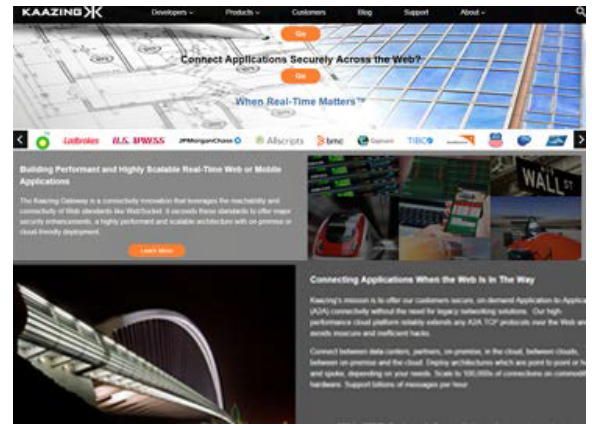 KAAZING
Developers Products Customers Blog Support About
Go
Connect Applications Securely Across the Web?
Go
When Real-Time Matters™
bp Ladbrokes U.S. XPRESS JPMorganChase Allscripts bmc TIBCO
Building Performant and Highly Scalable Real-Time Web or Mobile
Applications
The Kaazing Gateway is a connectivity innovation that leverages the reachability and
connectivity of Web standards like WebSocket. It exceeds these standards to offer major
security enhancements, a highly performant and scalable architecture with on-premise or
cloud-friendly deployment.
Learn More
WALL ST
Connecting Applications When the Web Is in The Way
Kaazing's mission is to offer our customers secure, on-demand Application-to-Applica
(A2A) connectivity without the need for legacy networking solutions. Our high-
performance cloud platform reliably extends any A2A TCP protocols over the Web and
avoids insecure and inefficient hacks.
Connect between data centers, partners, on-premise, in the cloud, between clouds,
between on-premise and the cloud. Deploy architectures which are point to point or hu
and spoke, depending on your needs. Scale to 100,000s of connections on commodit
hardware. Support billions of messages per hour